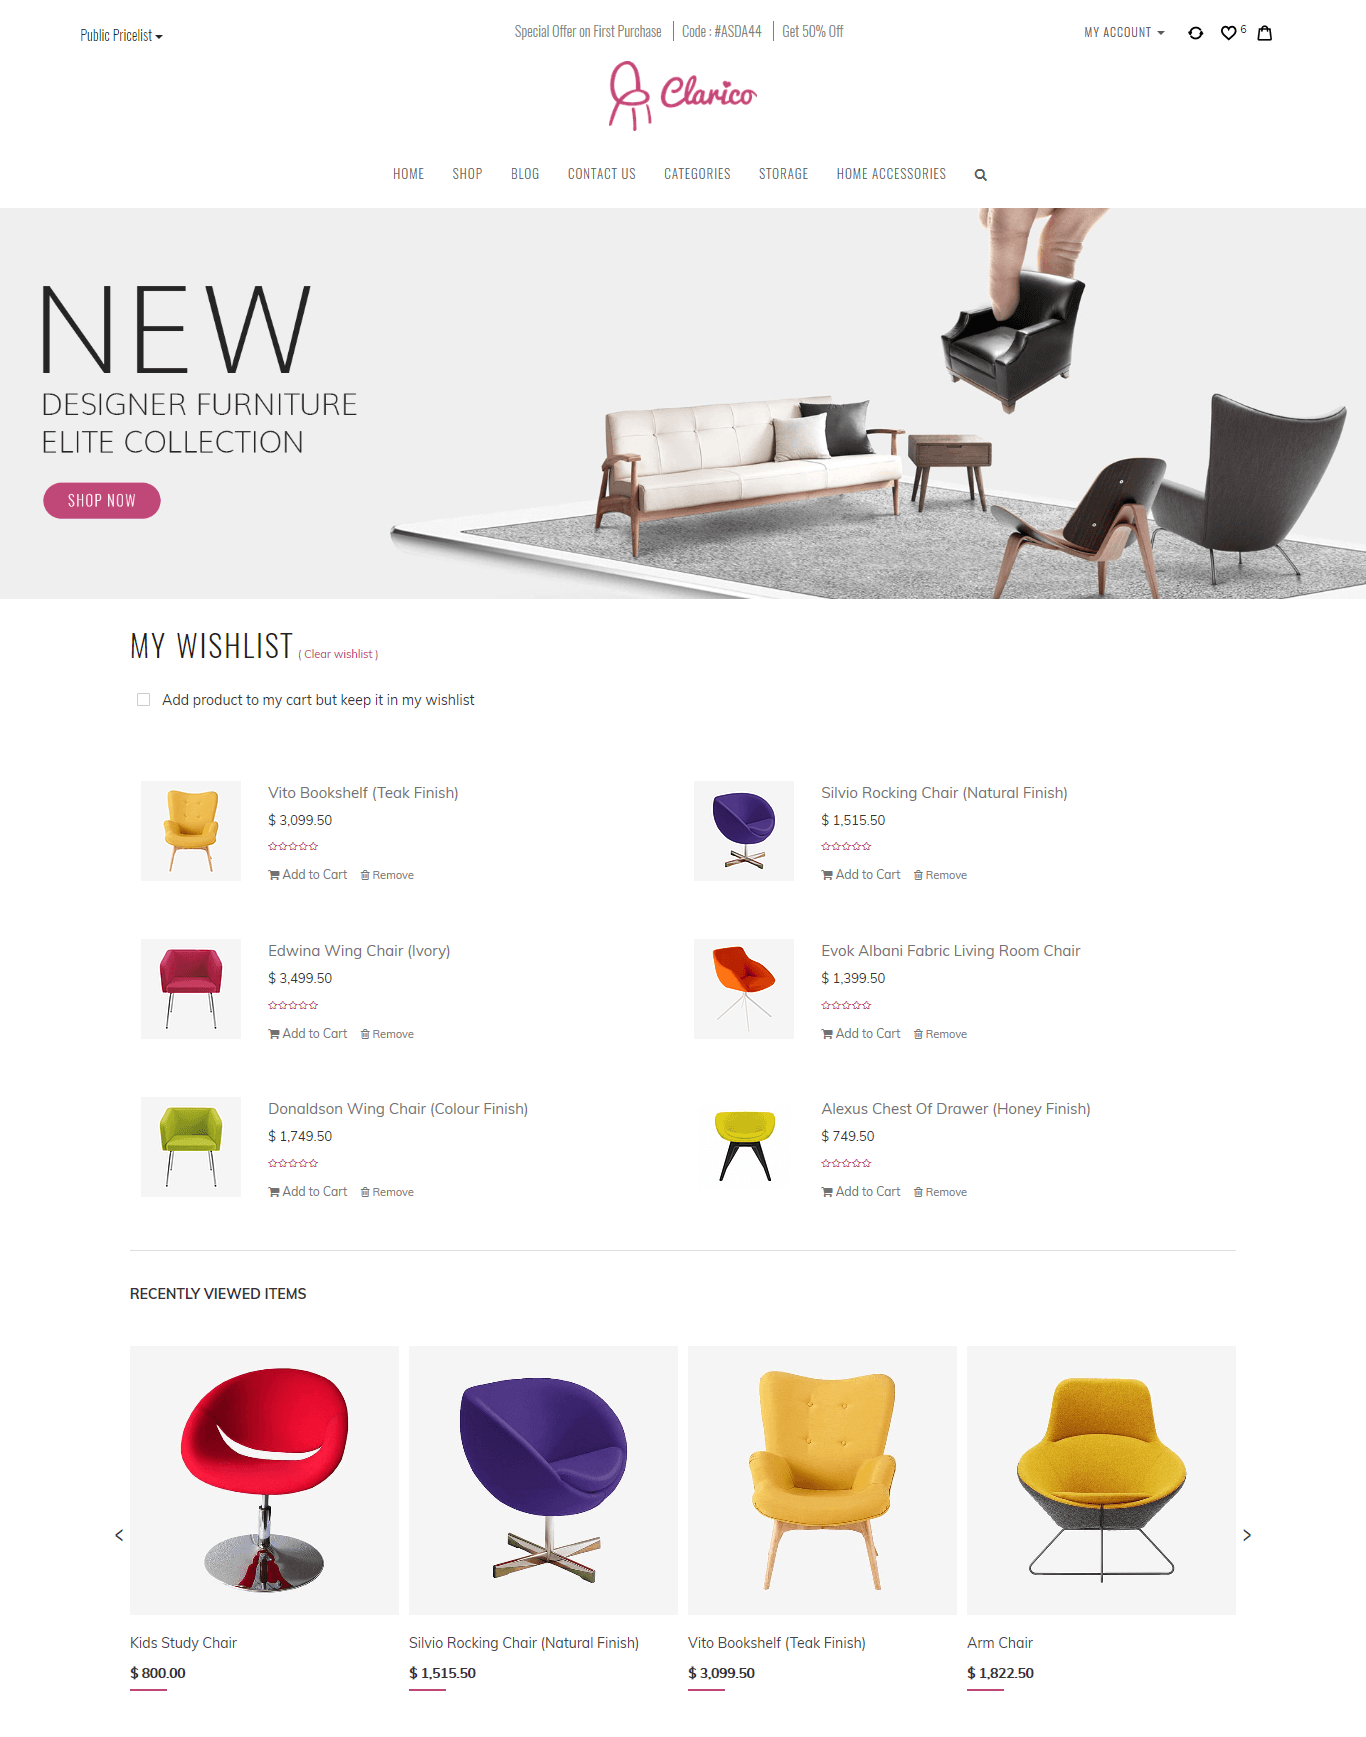 Public Pricelist
Special Offer on First Purchase
Code : #ASDA44
Get 50% Off
MY ACCOUNT
6
Clarico
HOME
SHOP
BLOG
CONTACT US
CATEGORIES
STORAGE
HOME ACCESSORIES
NEW
DESIGNER FURNITURE
ELITE COLLECTION
SHOP NOW
MY WISHLIST ( Clear wishlist )
Add product to my cart but keep it in my wishlist
Vito Bookshelf (Teak Finish)
$ 3,099.50
Add to Cart Remove
Silvio Rocking Chair (Natural Finish)
$ 1,515.50
Add to Cart Remove
Edwina Wing Chair (Ivory)
$ 3,499.50
Add to Cart Remove
Evok Albani Fabric Living Room Chair
$ 1,399.50
Add to Cart Remove
Donaldson Wing Chair (Colour Finish)
$ 1,749.50
Add to Cart Remove
Alexus Chest Of Drawer (Honey Finish)
$ 749.50
Add to Cart Remove
RECENTLY VIEWED ITEMS
Kids Study Chair
$ 800.00
Silvio Rocking Chair (Natural Finish)
$ 1,515.50
Vito Bookshelf (Teak Finish)
$ 3,099.50
Arm Chair
$ 1,822.50